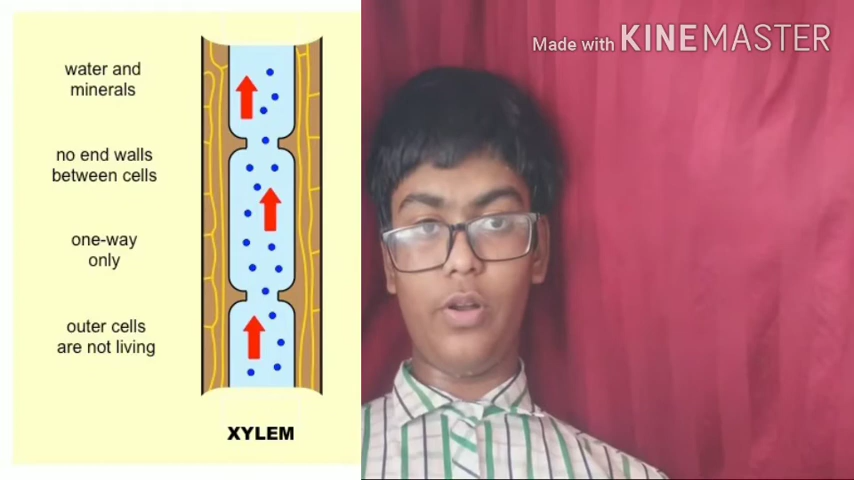 Made with KINEMASTER
water and
minerals
no end walls
between cells
one-way
only
outer cells
are not living
XYLEM